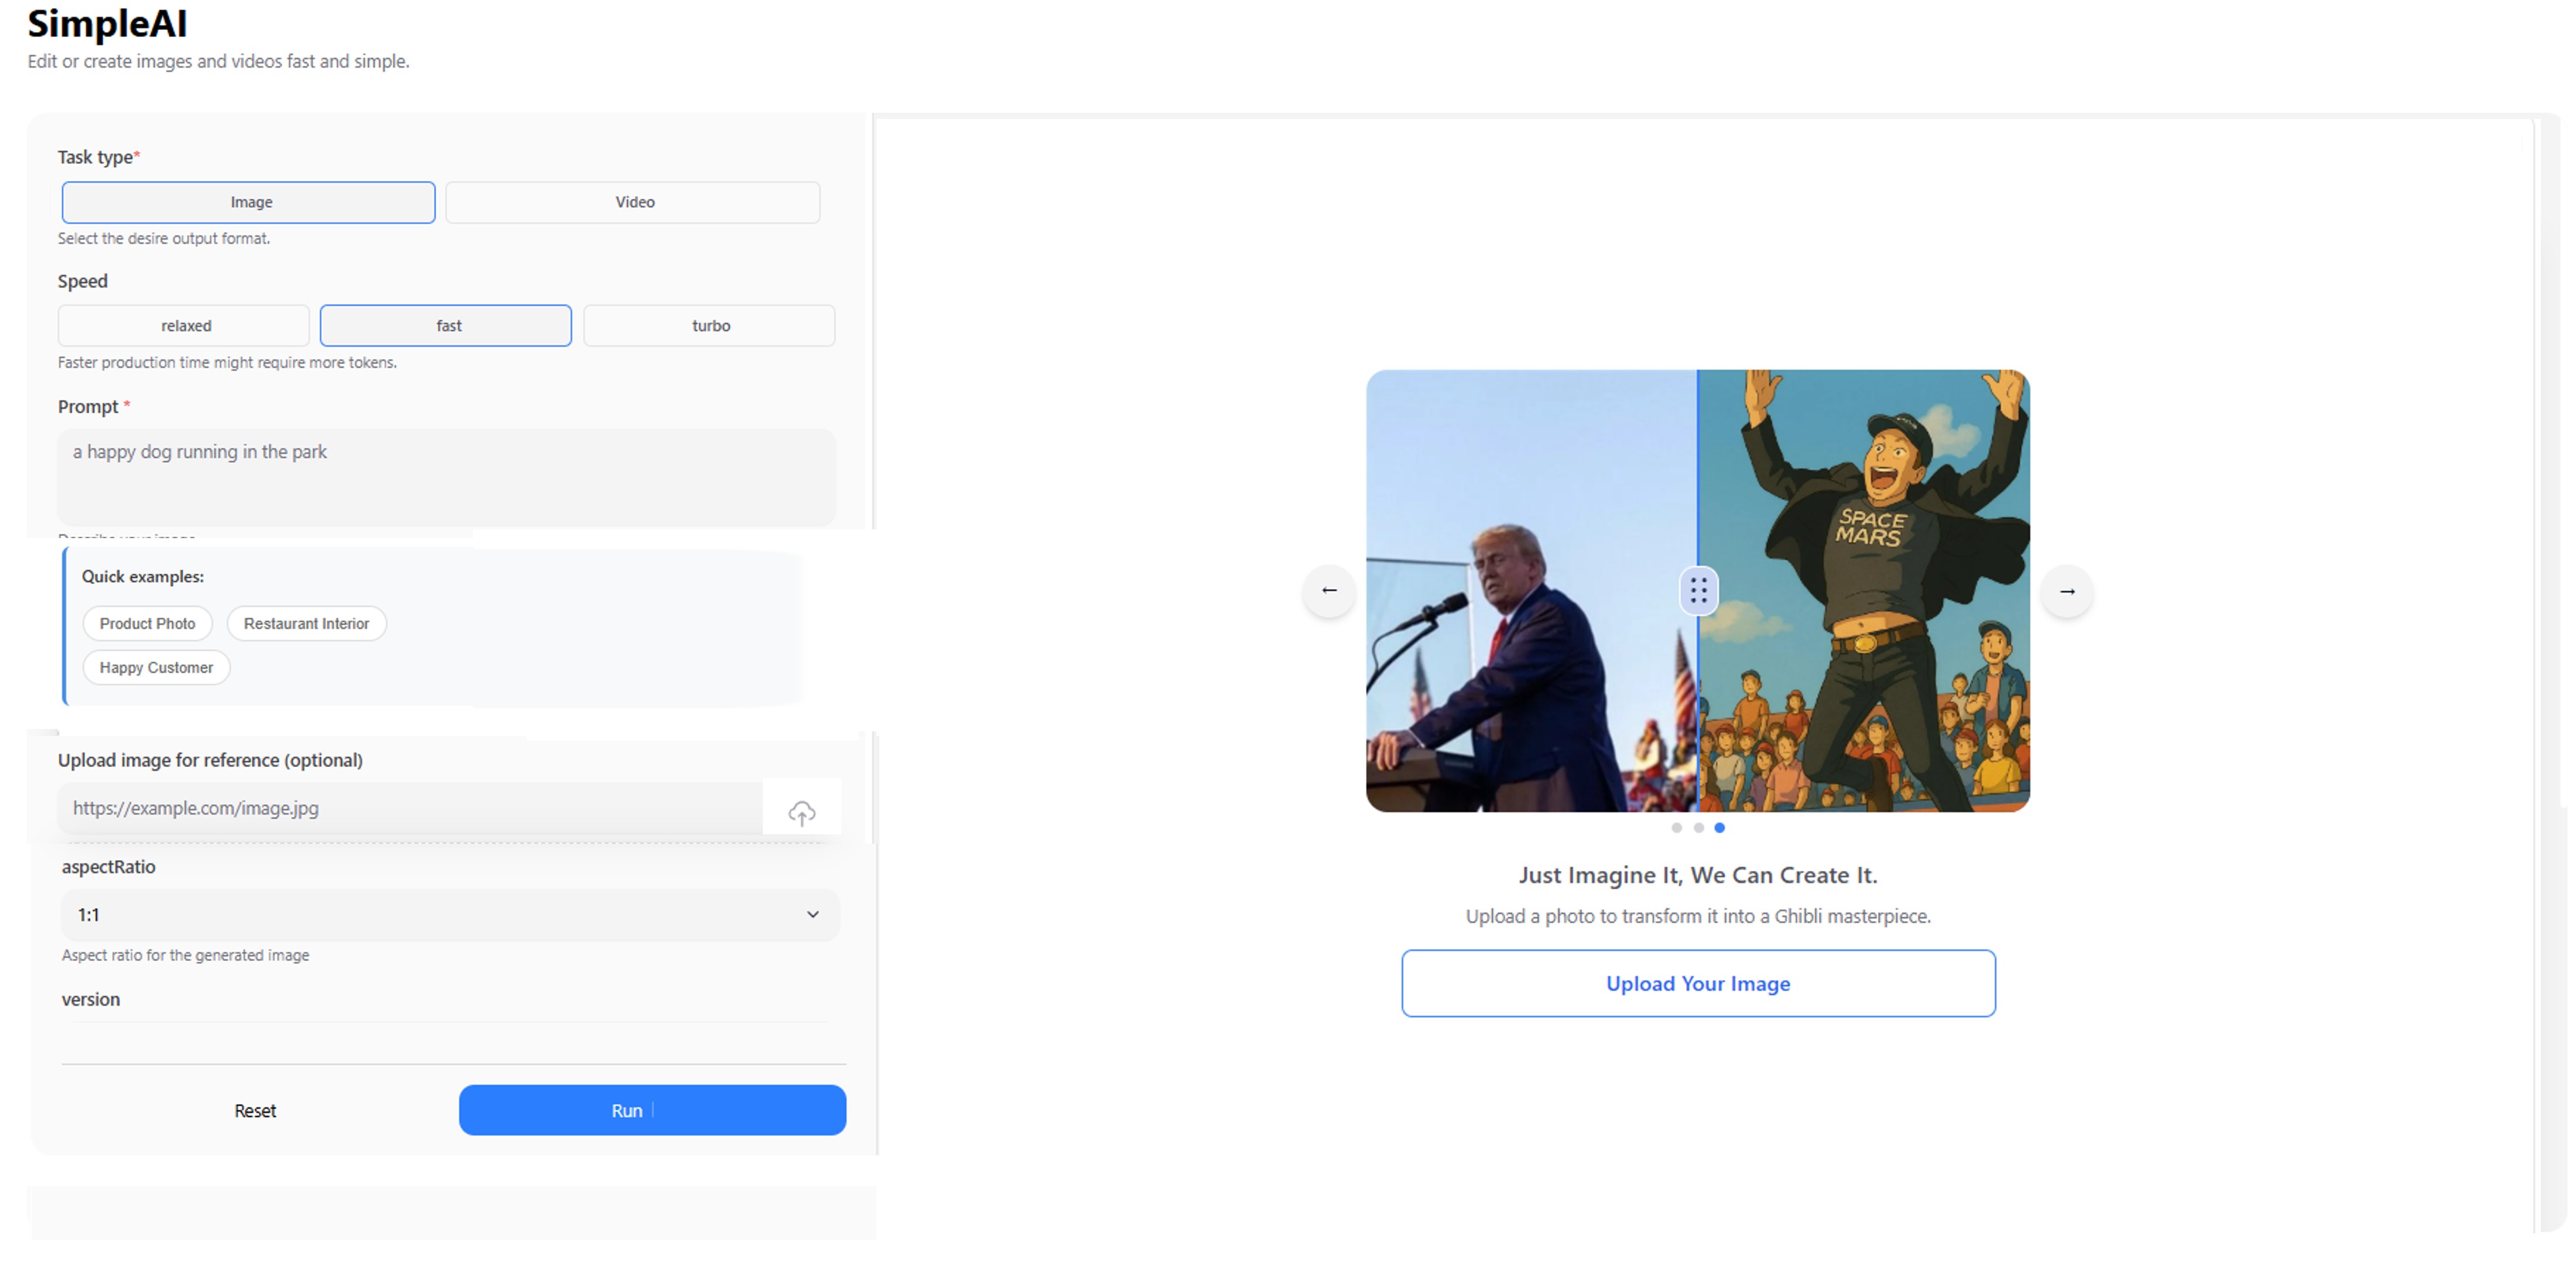 SimpleAI
Edit or create images and videos fast and simple.
Task type*
Image
Video
Select the desire output format.
Speed
relaxed
fast
turbo
Faster production time might require more tokens.
Prompt *
a happy dog running in the park
Describe your image
Quick examples:
Product Photo
Restaurant Interior
Happy Customer
Upload image for reference (optional)
https://example.com/image.jpg
aspectRatio
1:1
Aspect ratio for the generated image
version
Reset
Run
←
SPACE
MARS
→
Just Imagine It, We Can Create It.
Upload a photo to transform it into a Ghibli masterpiece.
Upload Your Image